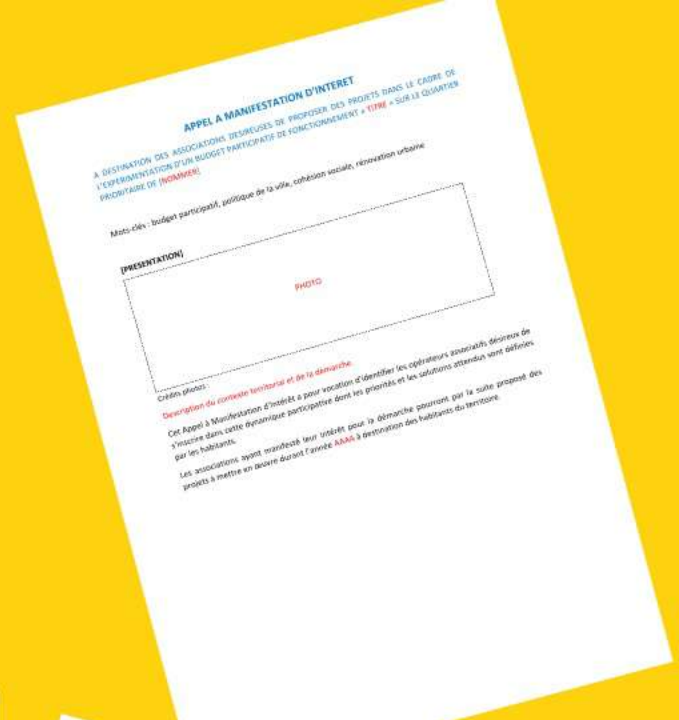 APPEL A MANIFESTATION D'INTERET
A DESTINATION DES ASSOCIATIONS DESIREUSES DE PROPOSER DES PROJETS DANS LE CADRE DE
L'EXPERIMENTATION D'UN BUDGET PARTICIPATIF DE FONCTIONNEMENT « TITRE » SUR LE QUARTIER
PRIORITAIRE DE [NOMMER]
Mots-clés : budget participatif, politique de la ville, cohésion sociale, rénovation urbaine
[PRESENTATION]
PHOTO
Crédits photos :
Description du contexte territorial et de la démarche.
Cet Appel à Manifestation d'Intérêt a pour vocation d'identifier les opérateurs associatifs désireux de
s'inscrire dans cette dynamique participative dont les priorités et les solutions attendus sont définies
par les habitants.
Les associations ayant manifesté leur intérêt pour la démarche pourront par la suite proposé des
projets à mettre en œuvre durant l'année AAAA à destination des habitants du territoire.